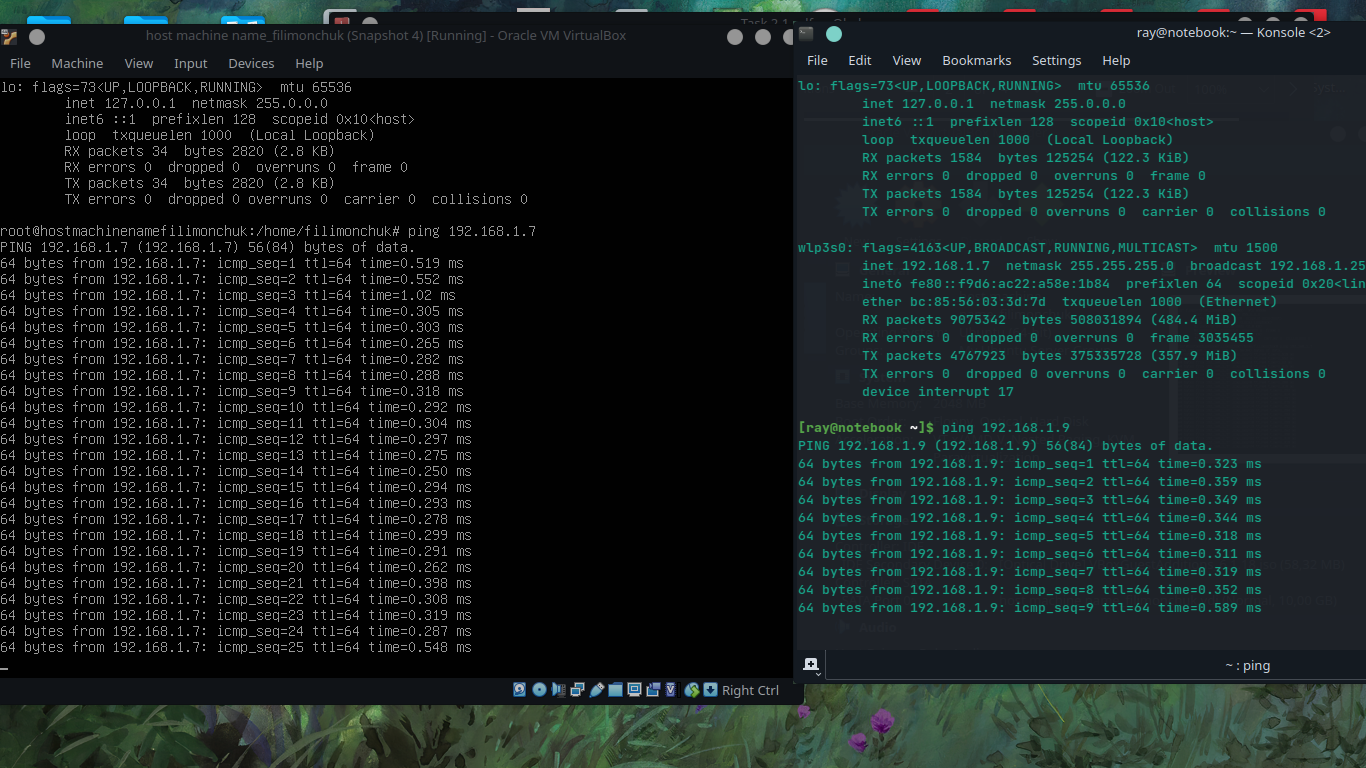 host machine name_filimonchuk (Snapshot 4) [Running] - Oracle VM VirtualBox
File Machine View Input Devices Help
lo: flags=73<UP,LOOPBACK,RUNNING>  mtu 65536
inet 127.0.0.1  netmask 255.0.0.0
inet6 ::1  prefixlen 128  scopeid 0x10<host>
loop  txqueuelen 1000  (Local Loopback)
RX packets 34  bytes 2820 (2.8 KB)
RX errors 0  dropped 0  overruns 0  frame 0
TX packets 34  bytes 2820 (2.8 KB)
TX errors 0  dropped 0 overruns 0  carrier 0  collisions 0
root@hostmachinenamefilimonchuk:/home/filimonchuk# ping 192.168.1.7
PING 192.168.1.7 (192.168.1.7) 56(84) bytes of data.
64 bytes from 192.168.1.7: icmp_seq=1 ttl=64 time=0.519 ms
64 bytes from 192.168.1.7: icmp_seq=2 ttl=64 time=0.552 ms
64 bytes from 192.168.1.7: icmp_seq=3 ttl=64 time=1.02 ms
64 bytes from 192.168.1.7: icmp_seq=4 ttl=64 time=0.305 ms
64 bytes from 192.168.1.7: icmp_seq=5 ttl=64 time=0.303 ms
64 bytes from 192.168.1.7: icmp_seq=6 ttl=64 time=0.265 ms
64 bytes from 192.168.1.7: icmp_seq=7 ttl=64 time=0.282 ms
64 bytes from 192.168.1.7: icmp_seq=8 ttl=64 time=0.288 ms
64 bytes from 192.168.1.7: icmp_seq=9 ttl=64 time=0.318 ms
64 bytes from 192.168.1.7: icmp_seq=10 ttl=64 time=0.292 ms
64 bytes from 192.168.1.7: icmp_seq=11 ttl=64 time=0.304 ms
64 bytes from 192.168.1.7: icmp_seq=12 ttl=64 time=0.297 ms
64 bytes from 192.168.1.7: icmp_seq=13 ttl=64 time=0.275 ms
64 bytes from 192.168.1.7: icmp_seq=14 ttl=64 time=0.250 ms
64 bytes from 192.168.1.7: icmp_seq=15 ttl=64 time=0.294 ms
64 bytes from 192.168.1.7: icmp_seq=16 ttl=64 time=0.293 ms
64 bytes from 192.168.1.7: icmp_seq=17 ttl=64 time=0.278 ms
64 bytes from 192.168.1.7: icmp_seq=18 ttl=64 time=0.299 ms
64 bytes from 192.168.1.7: icmp_seq=19 ttl=64 time=0.291 ms
64 bytes from 192.168.1.7: icmp_seq=20 ttl=64 time=0.262 ms
64 bytes from 192.168.1.7: icmp_seq=21 ttl=64 time=0.398 ms
64 bytes from 192.168.1.7: icmp_seq=22 ttl=64 time=0.308 ms
64 bytes from 192.168.1.7: icmp_seq=23 ttl=64 time=0.319 ms
64 bytes from 192.168.1.7: icmp_seq=24 ttl=64 time=0.287 ms
64 bytes from 192.168.1.7: icmp_seq=25 ttl=64 time=0.548 ms
Right Ctrl
ray@notebook:~ — Konsole <2>
File Edit View Bookmarks Settings Help
lo: flags=73<UP,LOOPBACK,RUNNING>  mtu 65536
inet 127.0.0.1  netmask 255.0.0.0
inet6 ::1  prefixlen 128  scopeid 0x10<host>
loop  txqueuelen 1000  (Local Loopback)
RX packets 1584  bytes 125254 (122.3 KiB)
RX errors 0  dropped 0  overruns 0  frame 0
TX packets 1584  bytes 125254 (122.3 KiB)
TX errors 0  dropped 0 overruns 0  carrier 0  collisions 0
wlp3s0: flags=4163<UP,BROADCAST,RUNNING,MULTICAST>  mtu 1500
inet 192.168.1.7  netmask 255.255.255.0  broadcast 192.168.1.25
inet6 fe80::f9d6:ac22:a58e:1b84  prefixlen 64  scopeid 0x20<lin
ether bc:85:56:03:3d:7d  txqueuelen 1000  (Ethernet)
RX packets 9075342  bytes 508031894 (484.4 MiB)
RX errors 0  dropped 0  overruns 0  frame 3035455
TX packets 4767923  bytes 375335728 (357.9 MiB)
TX errors 0  dropped 0 overruns 0  carrier 0  collisions 0
device interrupt 17
[ray@notebook ~]$ ping 192.168.1.9
PING 192.168.1.9 (192.168.1.9) 56(84) bytes of data.
64 bytes from 192.168.1.9: icmp_seq=1 ttl=64 time=0.323 ms
64 bytes from 192.168.1.9: icmp_seq=2 ttl=64 time=0.359 ms
64 bytes from 192.168.1.9: icmp_seq=3 ttl=64 time=0.349 ms
64 bytes from 192.168.1.9: icmp_seq=4 ttl=64 time=0.344 ms
64 bytes from 192.168.1.9: icmp_seq=5 ttl=64 time=0.318 ms
64 bytes from 192.168.1.9: icmp_seq=6 ttl=64 time=0.311 ms
64 bytes from 192.168.1.9: icmp_seq=7 ttl=64 time=0.319 ms
64 bytes from 192.168.1.9: icmp_seq=8 ttl=64 time=0.352 ms
64 bytes from 192.168.1.9: icmp_seq=9 ttl=64 time=0.589 ms
Audio
~ : ping